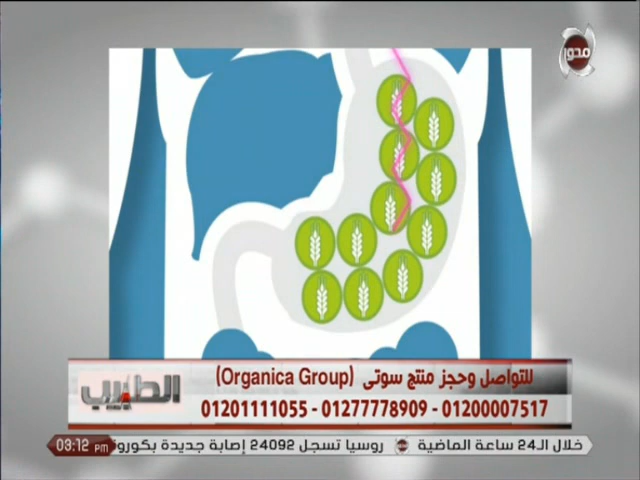 محور
للتواصل وحجز منتج سوتى (Organica Group)
الطبيب
01201111055 - 01277778909 - 01200007517
03:12 pm
خلال الـ24 ساعة الماضية روسيا تسجل 24092 إصابة جديدة بكورو